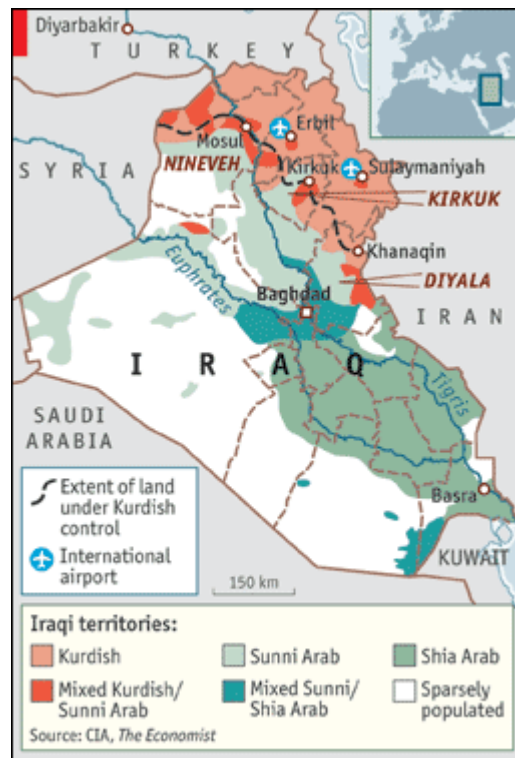 Diyarbakir
TURKEY
Mosul
Erbil
NINEVEH
SYRIA
Kirkuk
Sulaymaniyah
KIRKUK
Khanaqin
DIYALA
Euphrates
Baghdad
IRAN
IRAQ
Tigris
SAUDI
ARABIA
Basra
KUWAIT
Extent of land
under Kurdish
control
International
airport
150 km
Iraqi territories:
Kurdish
Sunni Arab
Shia Arab
Mixed Kurdish/
Sunni Arab
Mixed Sunni/
Shia Arab
Sparsely
populated
Source: CIA, The Economist